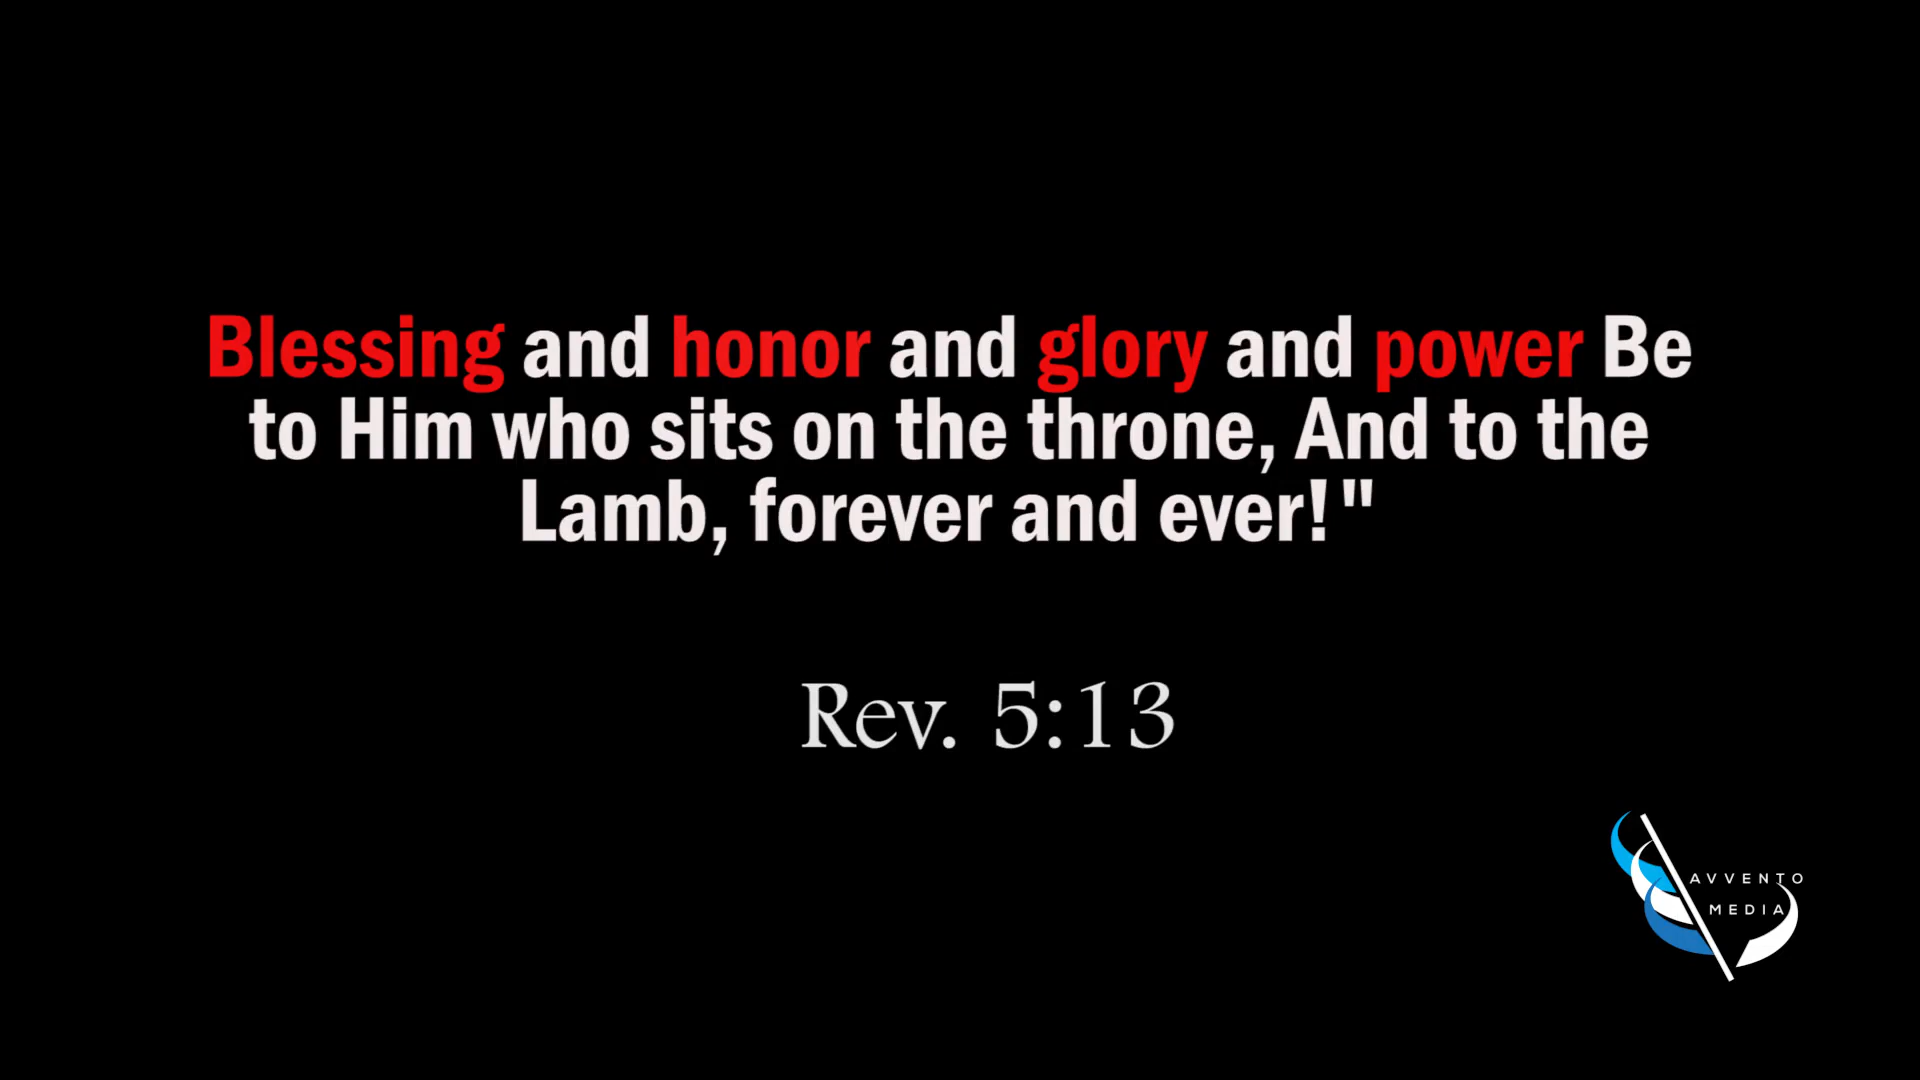 Blessing and honor and glory and power Be
to Him who sits on the throne, And to the
Lamb, forever and ever!"
Rev. 5:13
AVVENTO
MEDIA